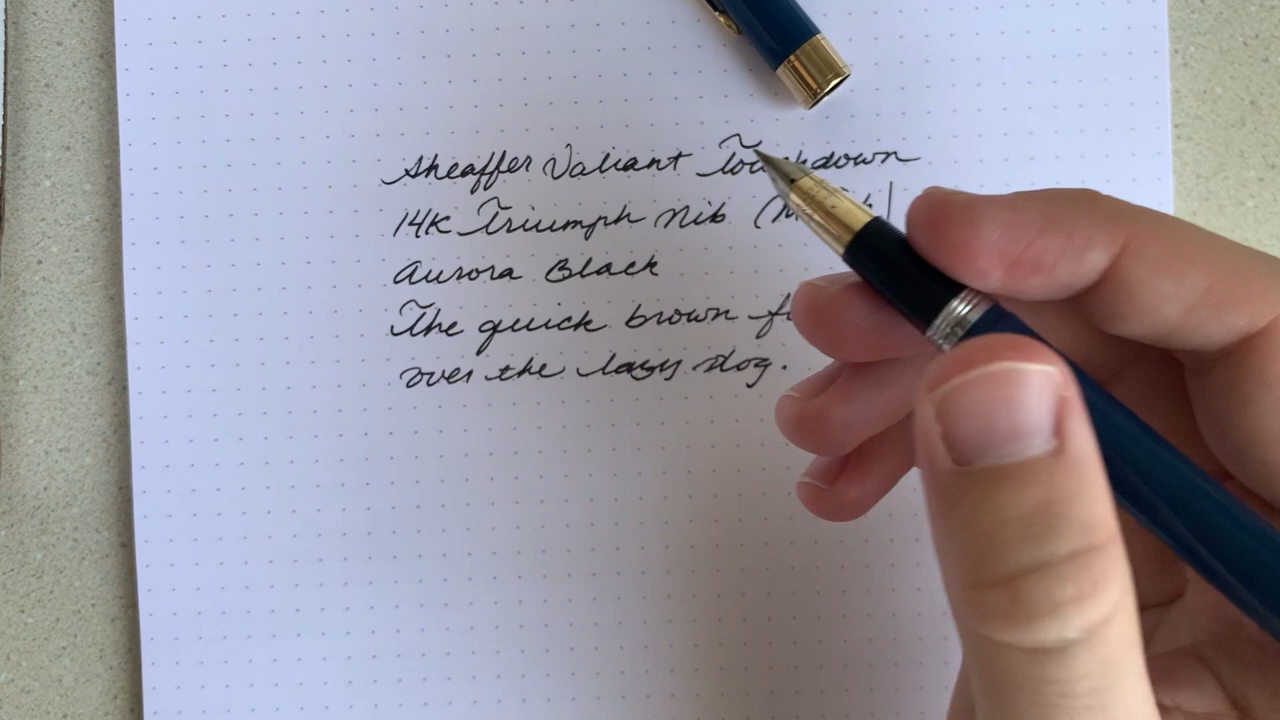 Sheaffer Valiant Touchdown
14K Triumph Nib
Aurora Black
The quick brown
over the lazy dog.